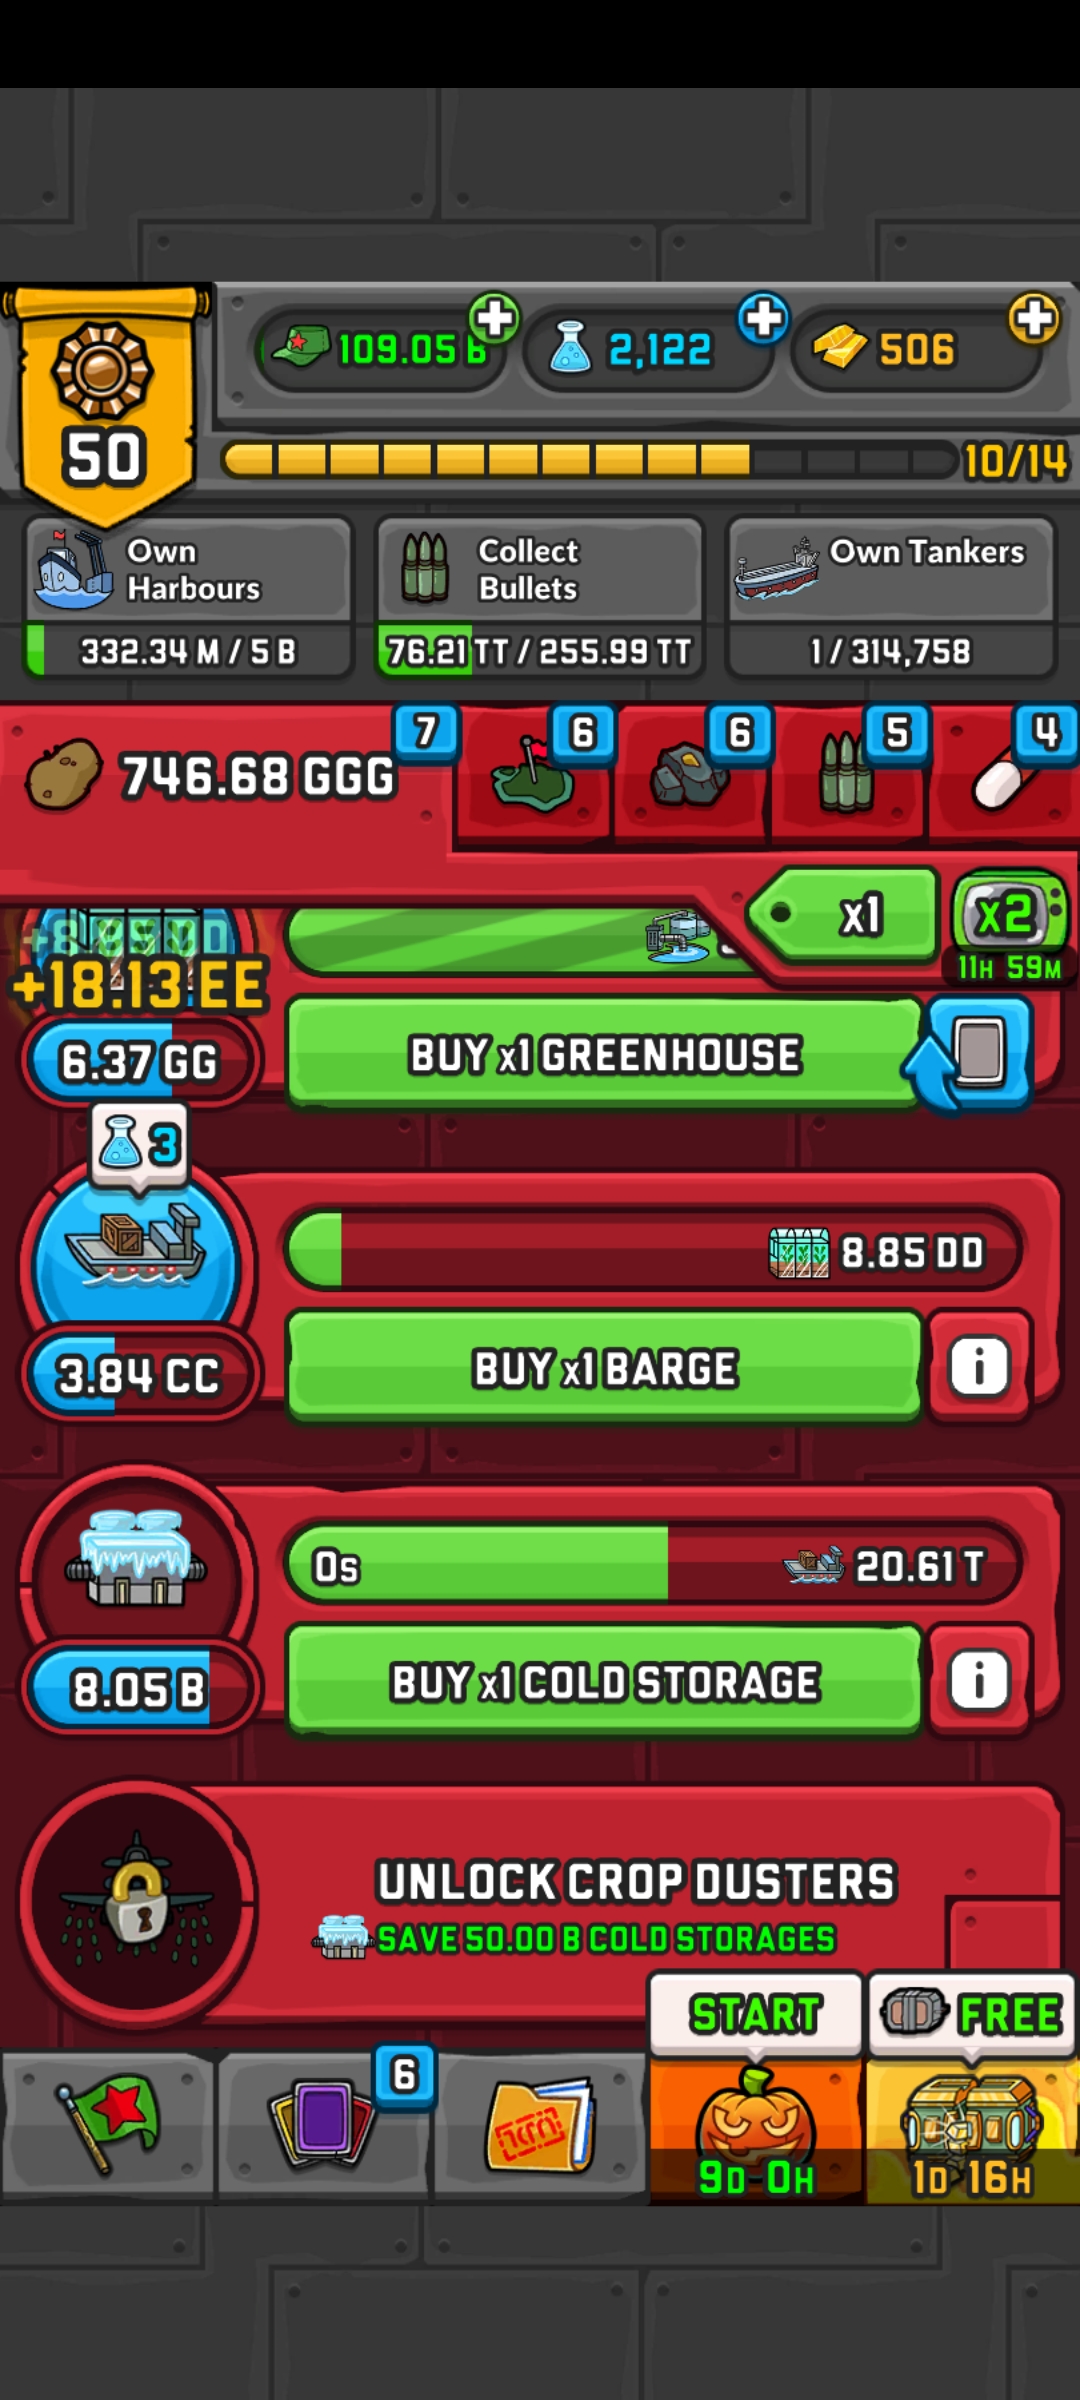 50
109.05 B
2,122
506
10/14
Own
Harbours
332.34 M / 5 B
Collect
Bullets
76.21 TT / 255.99 TT
Own Tankers
1 / 314,758
746.68 GGG
7
6
6
5
4
x1
x2
11H 59M
+18.13 EE
6.37 GG
BUY x1 GREENHOUSE
3
8.85 DD
3.84 CC
BUY x1 BARGE
i
0s
20.61 T
8.05 B
BUY x1 COLD STORAGE
i
UNLOCK CROP DUSTERS
SAVE 50.00 B COLD STORAGES
START
FREE
6
9D 0H
1D 16H